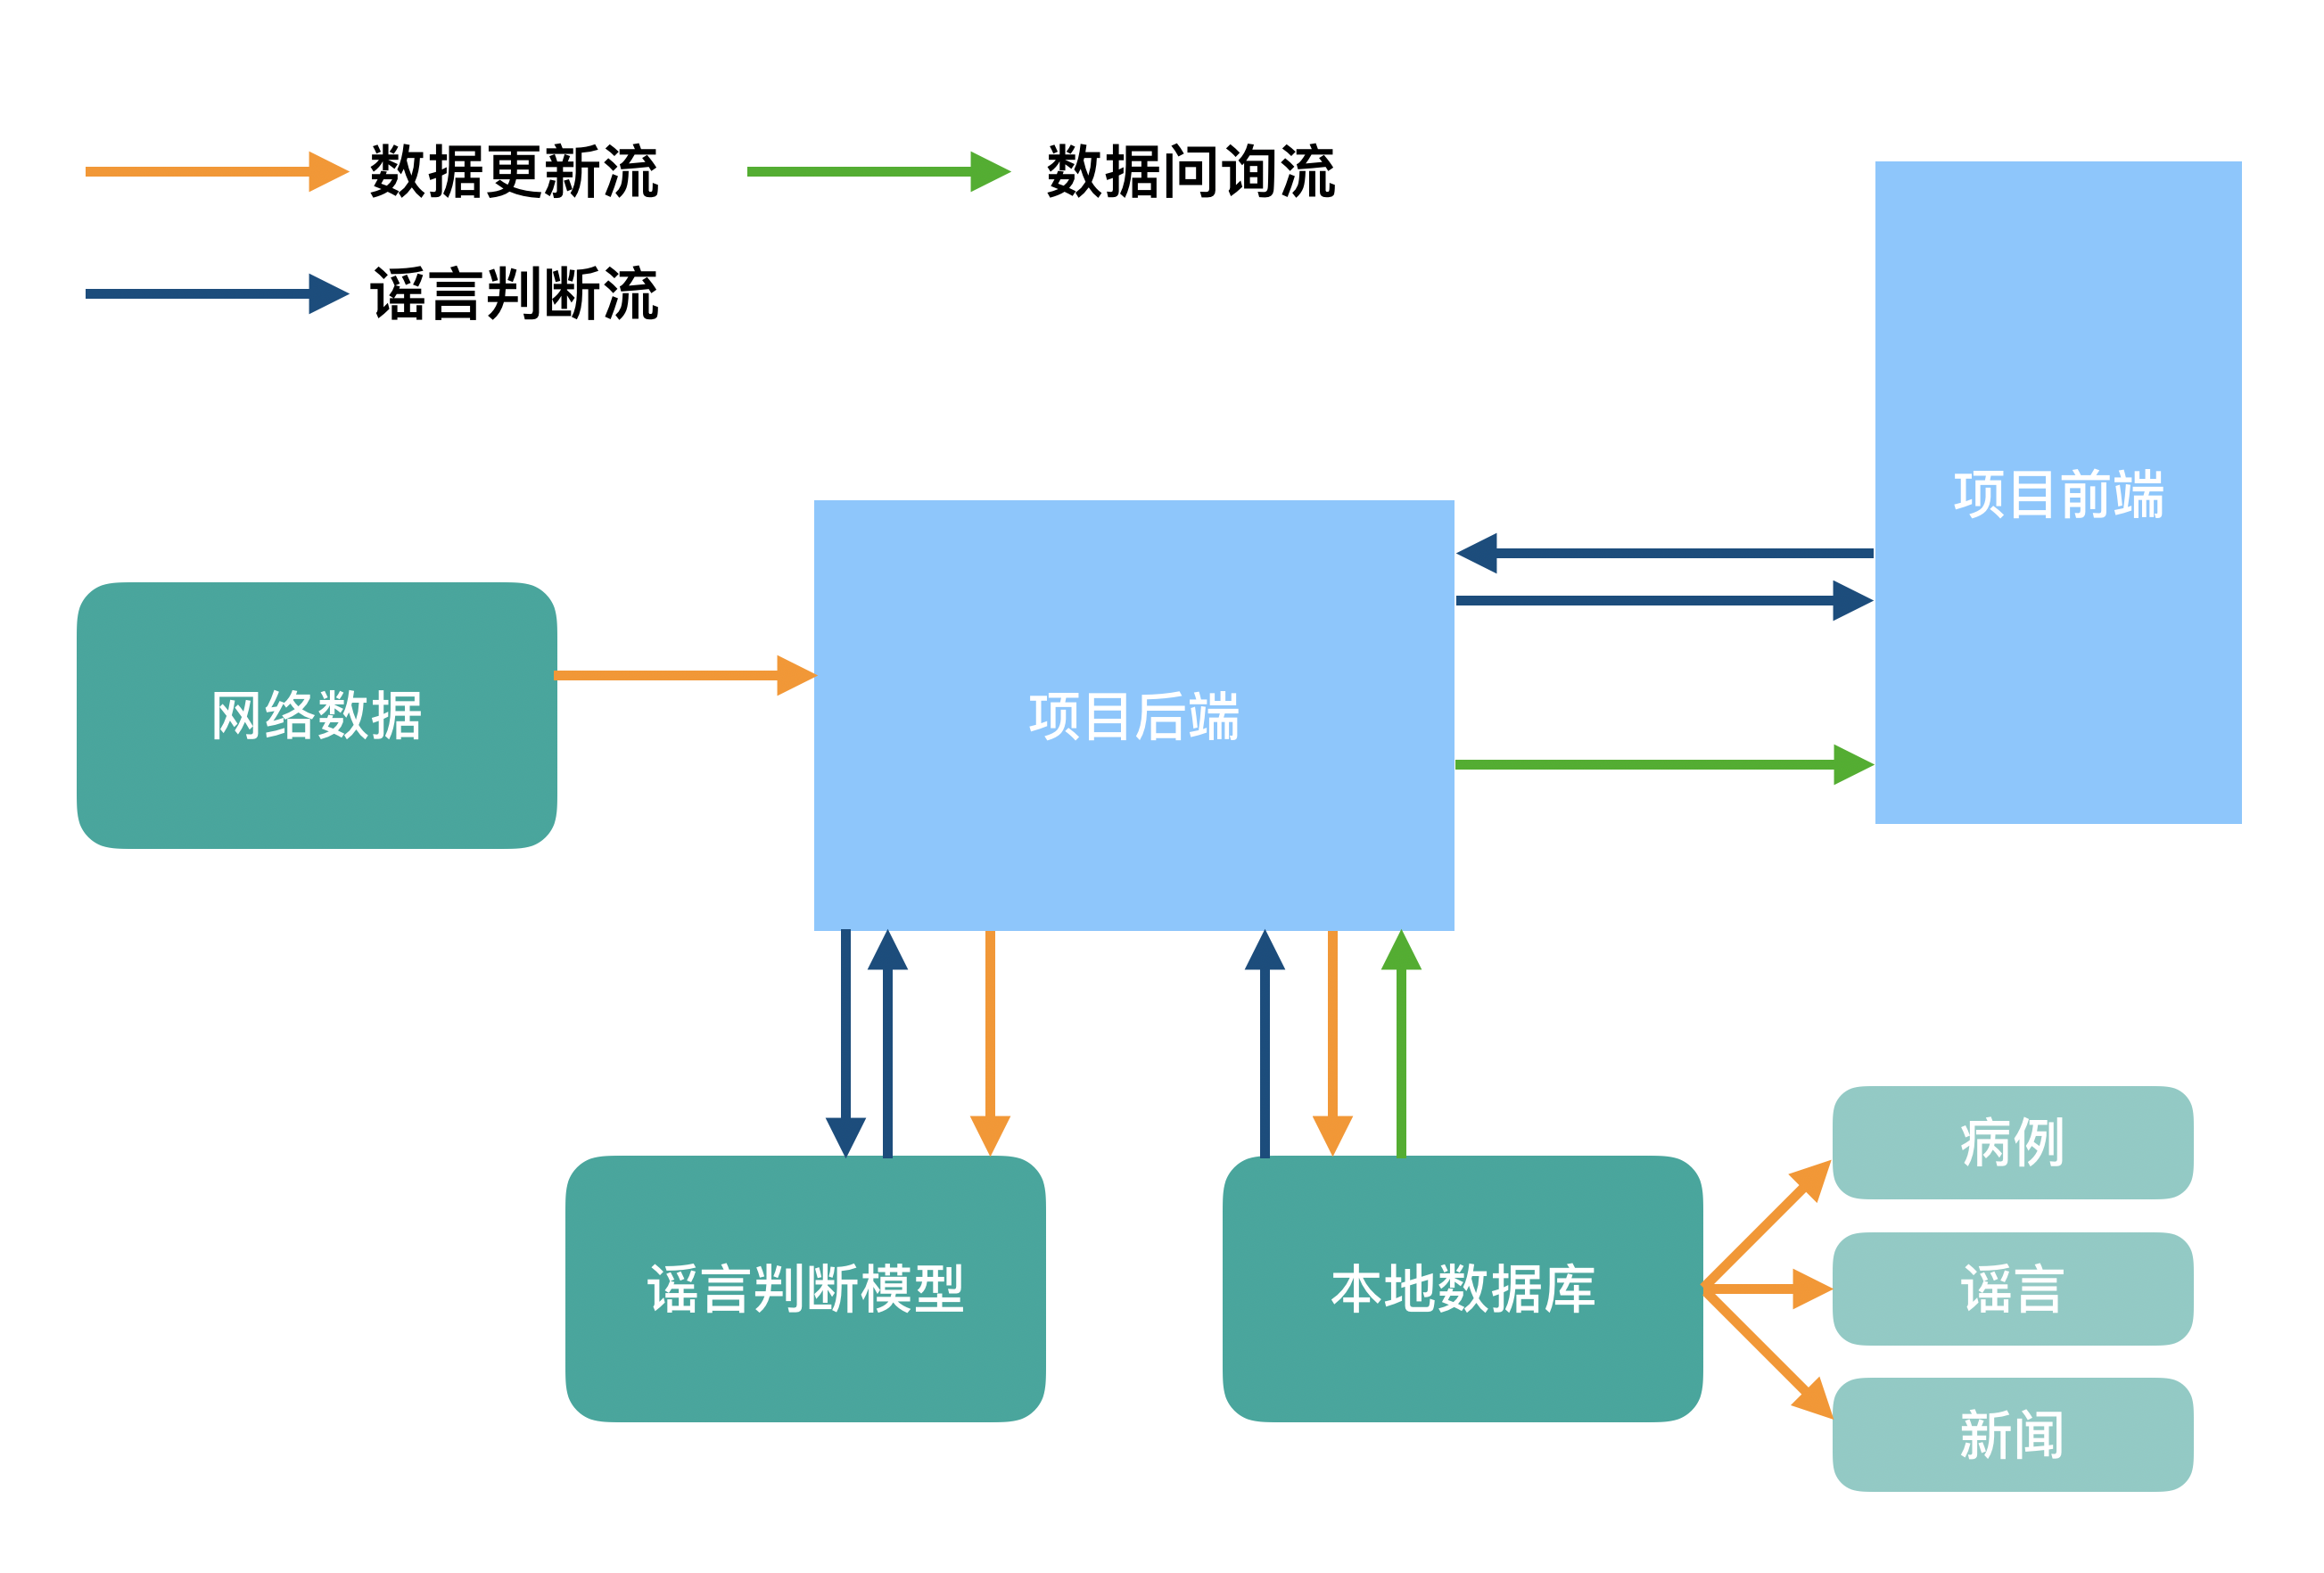 数据更新流
数据问询流
谣言判断流
项目前端
网络数据
项目后端
谣言判断模型
本地数据库
病例
谣言
新闻